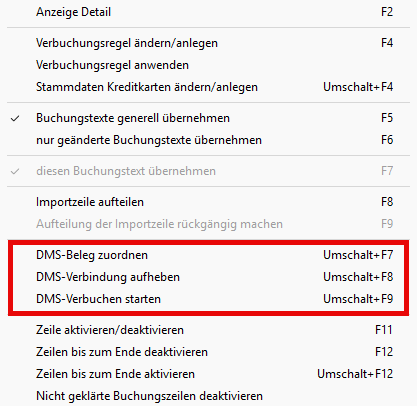 Anzeige Detail F2
Verbuchungsregel ändern/anlegen F4
Verbuchungsregel anwenden
Stammdaten Kreditkarten ändern/anlegen Umschalt+F4
✓ Buchungstexte generell übernehmen F5
nur geänderte Buchungstexte übernehmen F6
✓ diesen Buchungstext übernehmen F7
Importzeile aufteilen F8
Aufteilung der Importzeile rückgängig machen F9
DMS-Beleg zuordnen Umschalt+F7
DMS-Verbindung aufheben Umschalt+F8
DMS-Verbuchen starten Umschalt+F9
Zeile aktivieren/deaktivieren F11
Zeilen bis zum Ende deaktivieren F12
Zeilen bis zum Ende aktivieren Umschalt+F12
Nicht geklärte Buchungszeilen deaktivieren